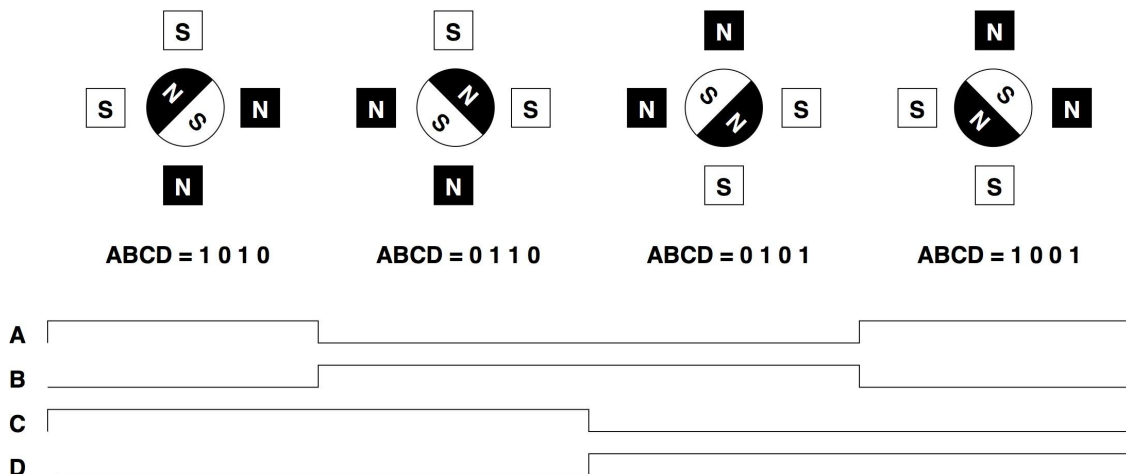 S S N N
S N S N N N S S S S N S N N S N
N N S S
ABCD = 1 0 1 0 ABCD = 0 1 1 0 ABCD = 0 1 0 1 ABCD = 1 0 0 1
A
B
C
D